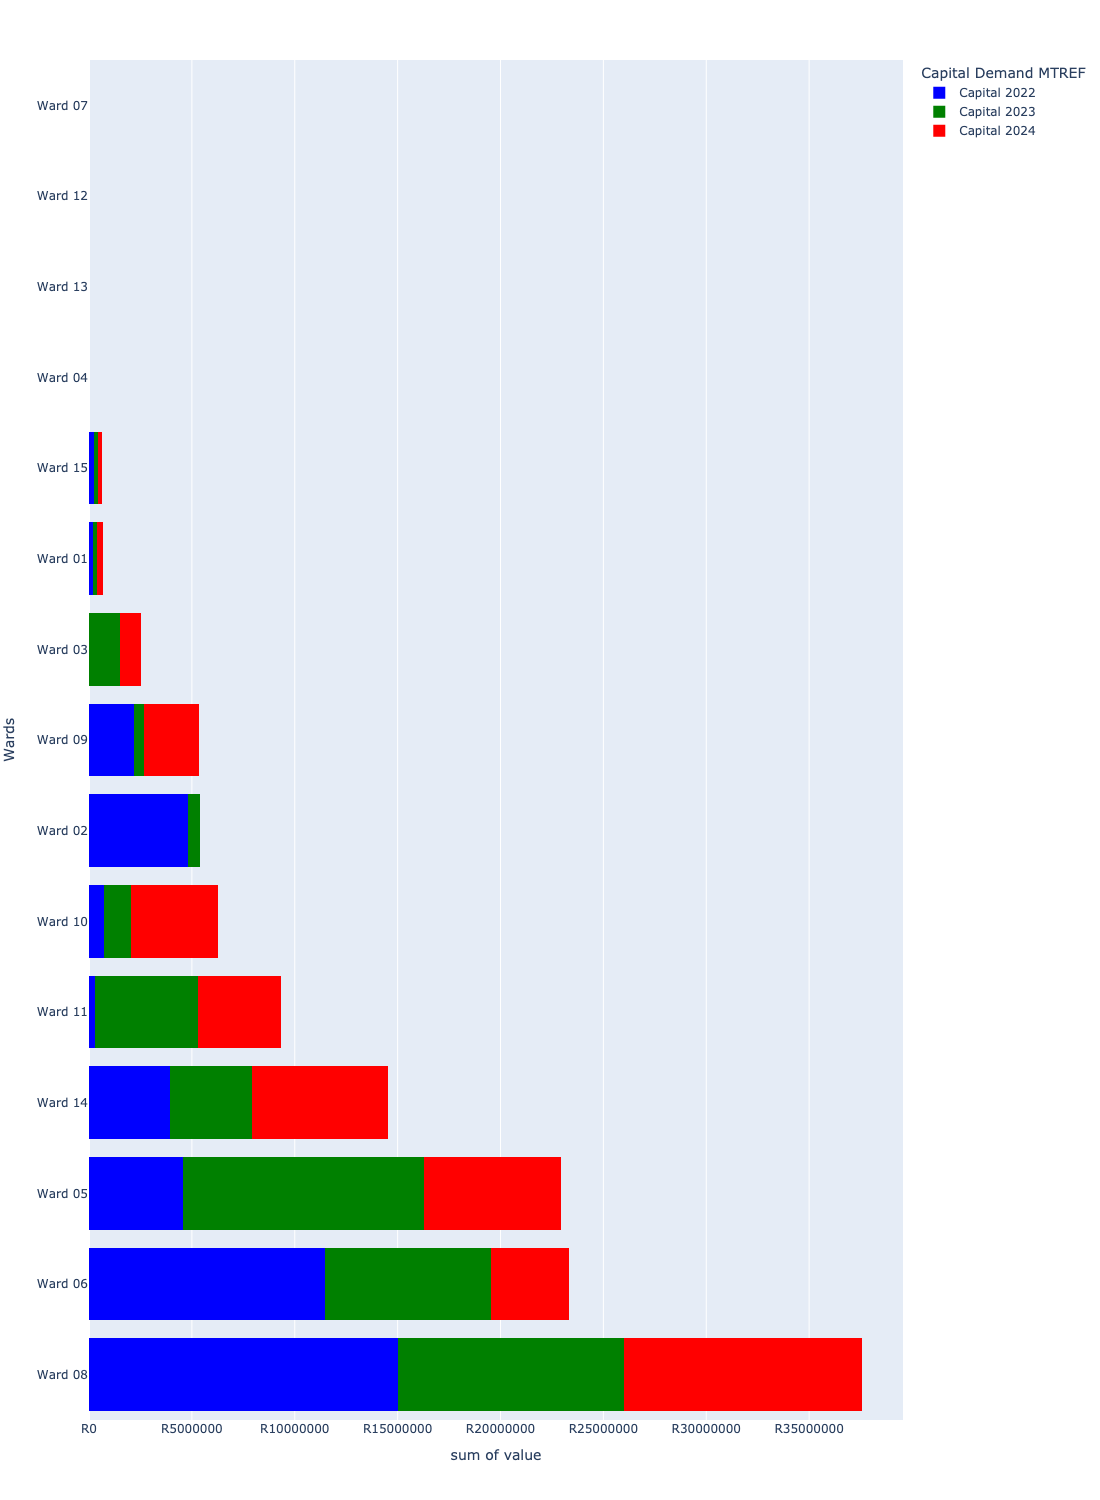 Capital Demand MTREF
Capital 2022
Capital 2023
Capital 2024
Wards
Ward 07
Ward 12
Ward 13
Ward 04
Ward 15
Ward 01
Ward 03
Ward 09
Ward 02
Ward 10
Ward 11
Ward 14
Ward 05
Ward 06
Ward 08
R0 R5000000 R10000000 R15000000 R20000000 R25000000 R30000000 R35000000
sum of value